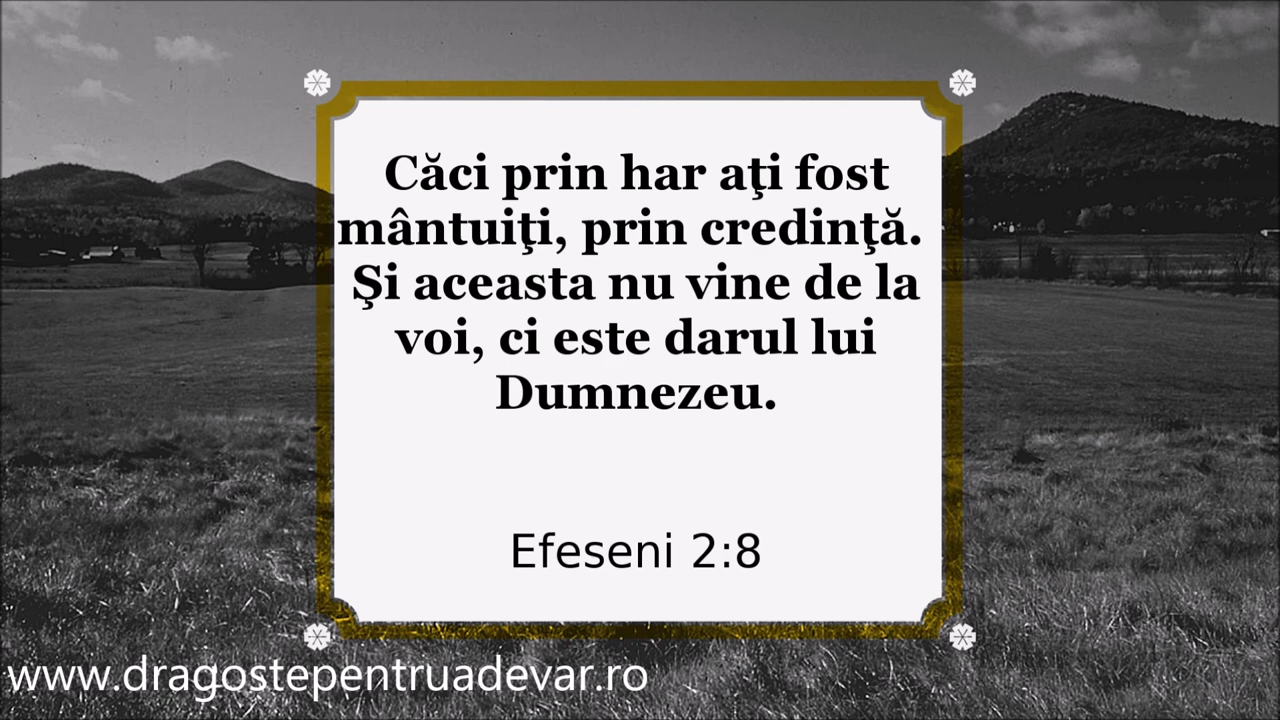 Căci prin har aţi fost
mântuiţi, prin credinţă.
Şi aceasta nu vine de la
voi, ci este darul lui
Dumnezeu.
Efeseni 2:8
www.dragostepentruadevar.ro